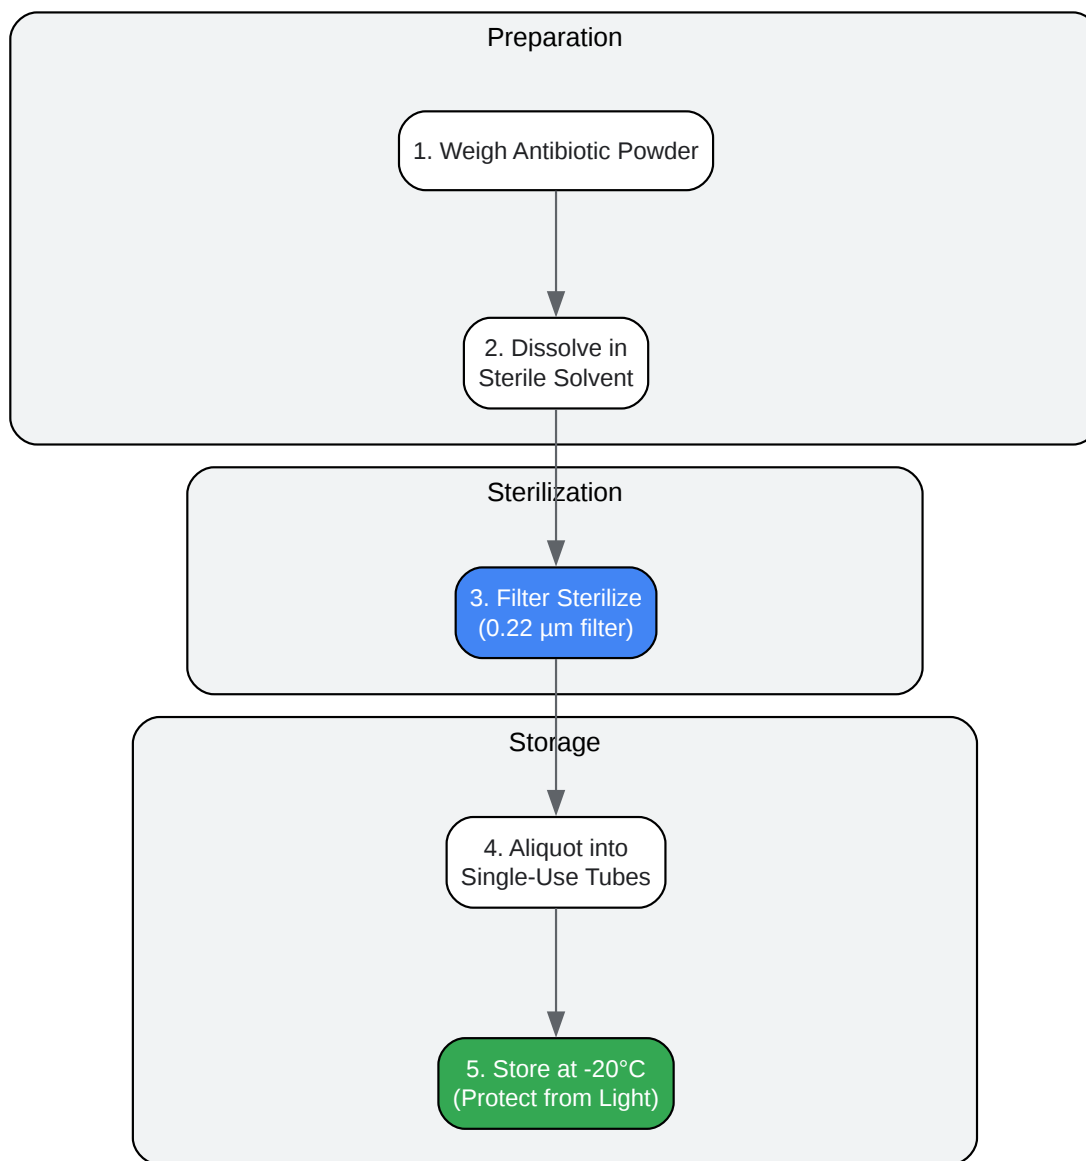 Preparation
1. Weigh Antibiotic Powder
2. Dissolve in
Sterile Solvent
Sterilization
3. Filter Sterilize
(0.22 µm filter)
Storage
4. Aliquot into
Single-Use Tubes
5. Store at -20°C
(Protect from Light)